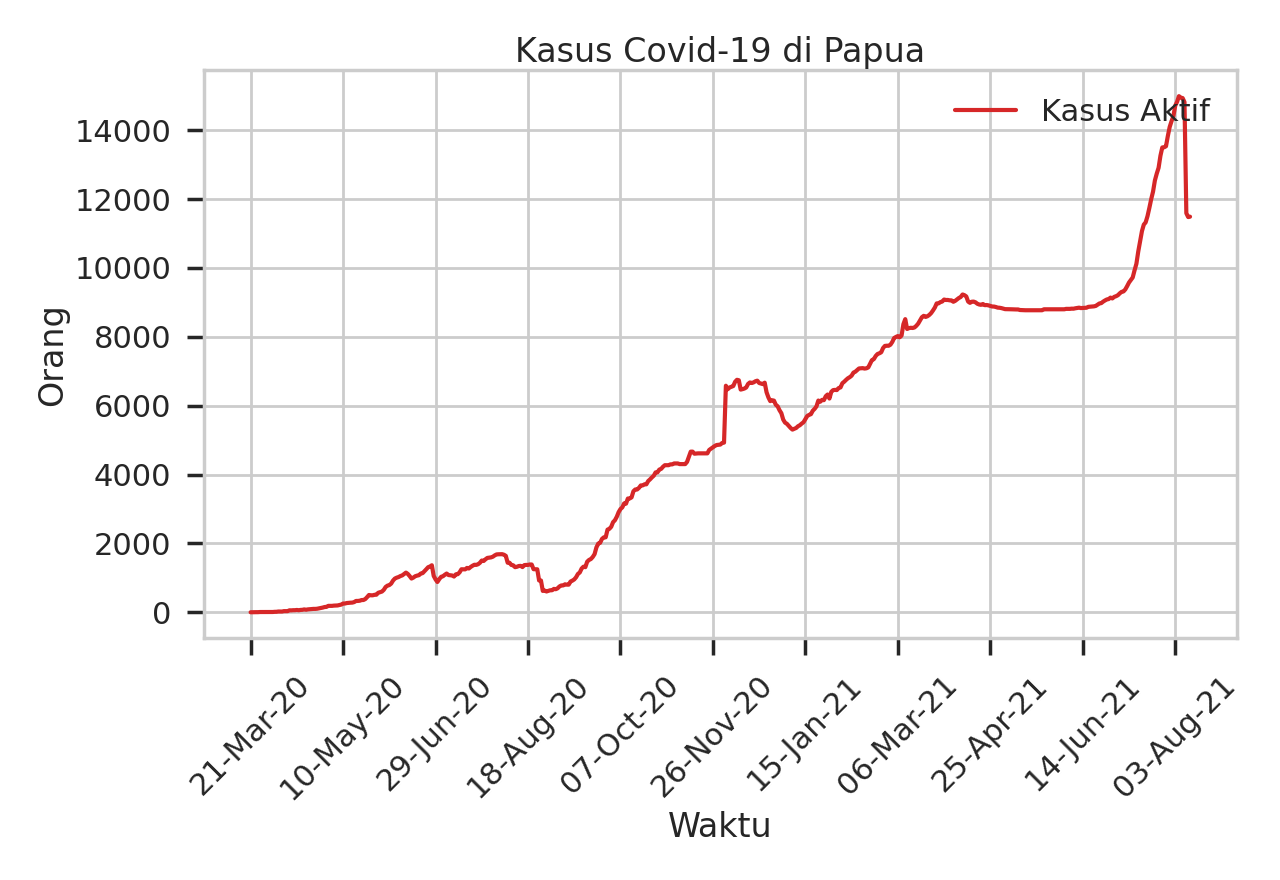 Kasus Covid-19 di Papua
Kasus Aktif
14000
12000
10000
8000
6000
4000
2000
0
Orang
21-Mar-20
10-May-20
29-Jun-20
18-Aug-20
07-Oct-20
26-Nov-20
15-Jan-21
06-Mar-21
25-Apr-21
14-Jun-21
03-Aug-21
Waktu